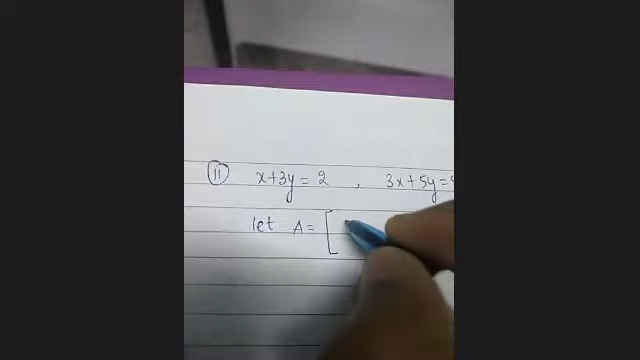 (11) x+3y=2 , 3x+5y=
let A=[